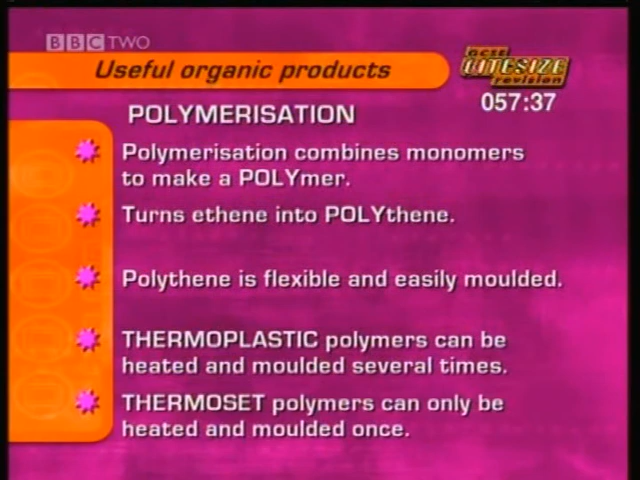 BBC TWO
Useful organic products
GCSE
BITESIZE
revision
057:37
POLYMERISATION
Polymerisation combines monomers
to make a POLYmer.
Turns ethene into POLYthene.
Polythene is flexible and easily moulded.
THERMOPLASTIC polymers can be
heated and moulded several times.
THERMOSET polymers can only be
heated and moulded once.